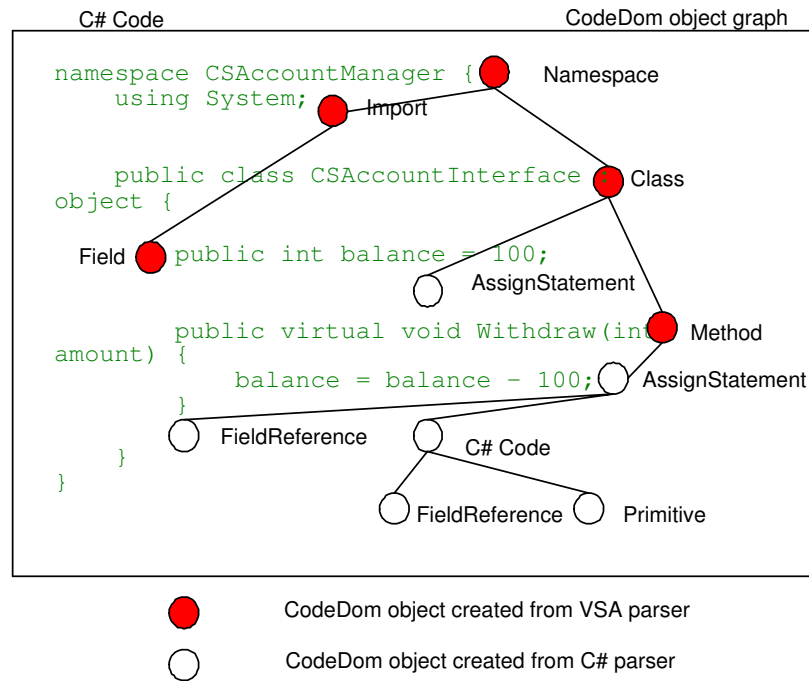 C# Code
CodeDom object graph
namespace CSAccountManager {
Namespace
using System;
Import
public class CSAccountInterface :
Class
object {
Field
public int balance = 100;
AssignStatement
public virtual void Withdraw(int
Method
amount) {
balance = balance – 100;
AssignStatement
}
FieldReference
C# Code
}
}
FieldReference
Primitive
CodeDom object created from VSA parser
CodeDom object created from C# parser